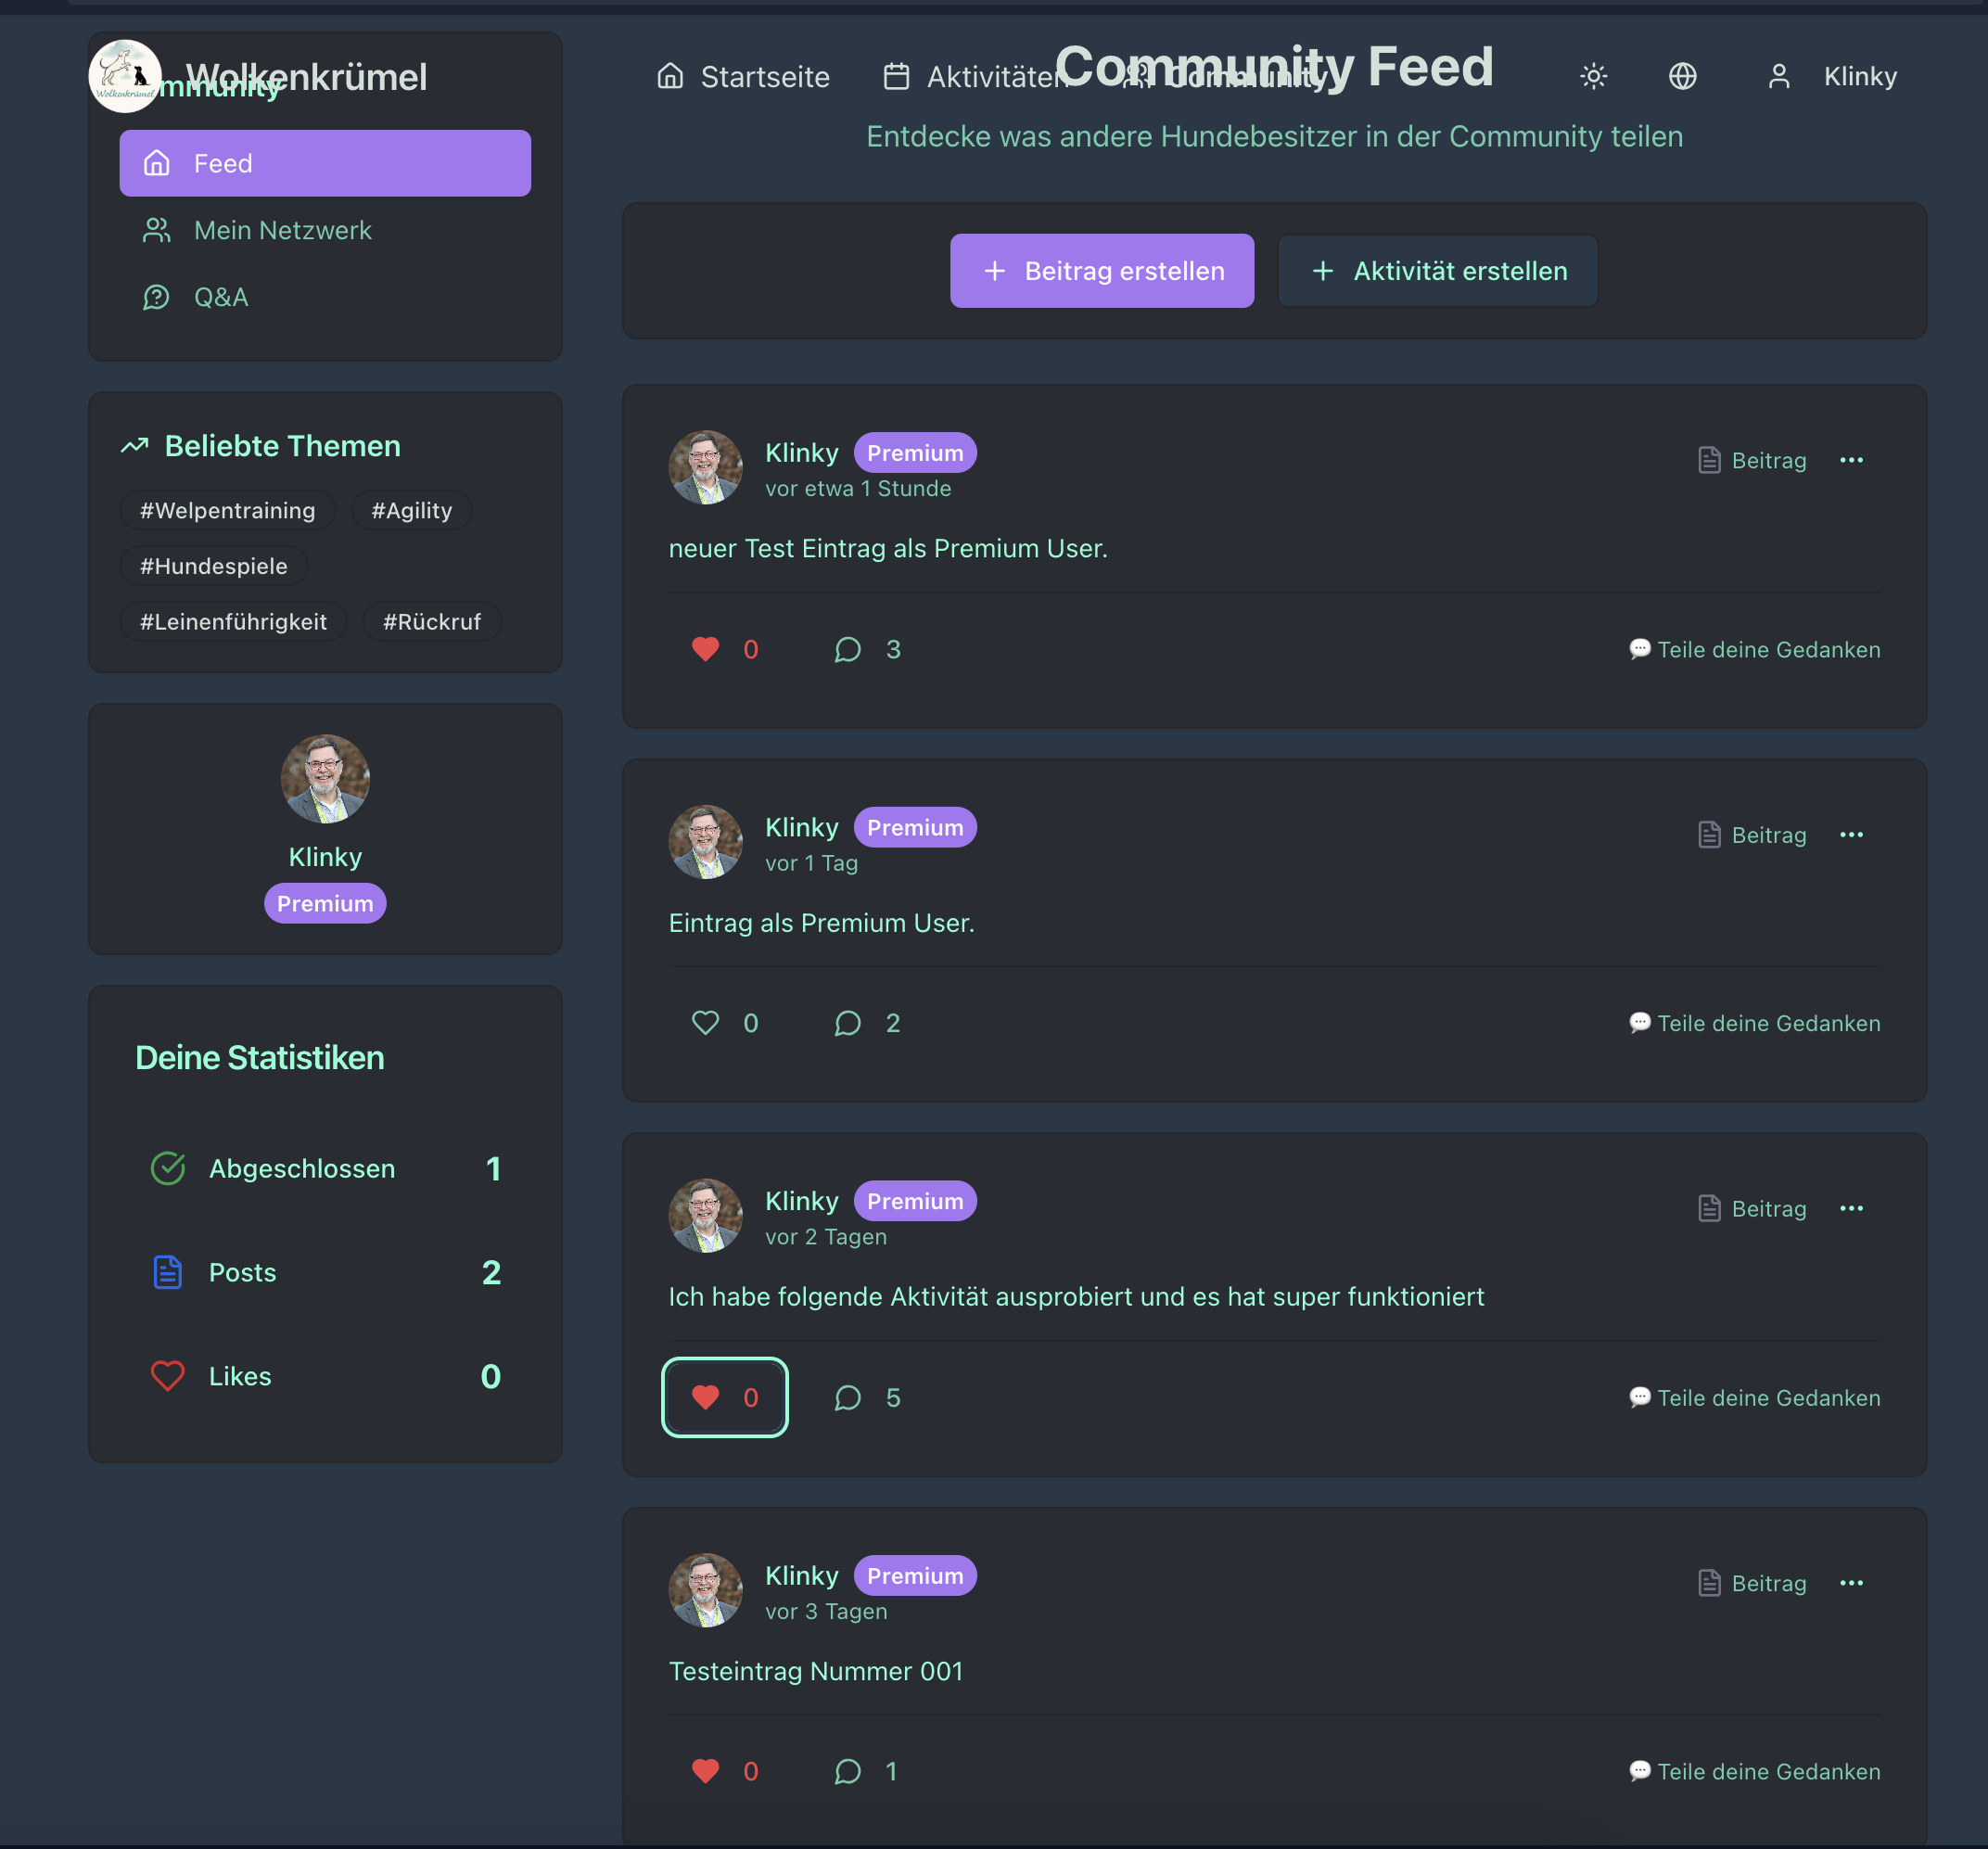 Wolkenkrümel
Wolkenkrümel
mmunity
Startseite
Aktivitäten
Community
Klinky
Community Feed
Entdecke was andere Hundebesitzer in der Community teilen
Feed
Mein Netzwerk
Q&A
Beliebte Themen
#Welpentraining #Agility
#Hundespiele
#Leinenführigkeit #Rückruf
Klinky
Premium
Deine Statistiken
Abgeschlossen 1
Posts 2
Likes 0
+ Beitrag erstellen
+ Aktivität erstellen
Klinky Premium
vor etwa 1 Stunde
Beitrag ...
neuer Test Eintrag als Premium User.
0 3 Teile deine Gedanken
Klinky Premium
vor 1 Tag
Beitrag ...
Eintrag als Premium User.
0 2 Teile deine Gedanken
Klinky Premium
vor 2 Tagen
Beitrag ...
Ich habe folgende Aktivität ausprobiert und es hat super funktioniert
0 5 Teile deine Gedanken
Klinky Premium
vor 3 Tagen
Beitrag ...
Testeintrag Nummer 001
0 1 Teile deine Gedanken